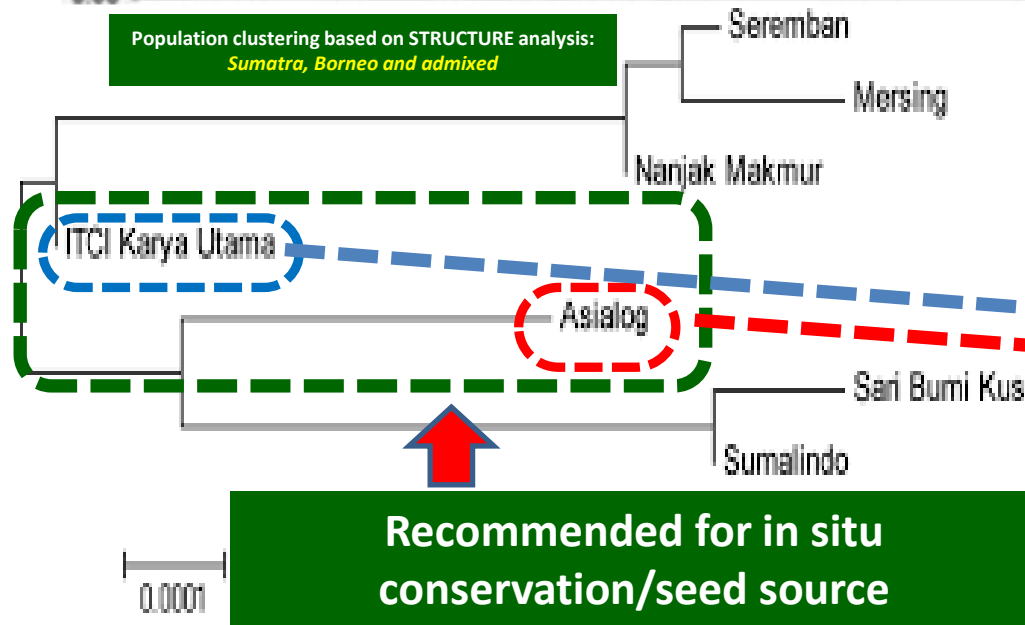 Population clustering based on STRUCTURE analysis:
Sumatra, Borneo and admixed
Seremban
Mersing
Nanjak Makmur
ITCI Karya Utama
Asialog
Sari Bumi Kus
Sumalindo
Recommended for in situ
conservation/seed source
0.0001